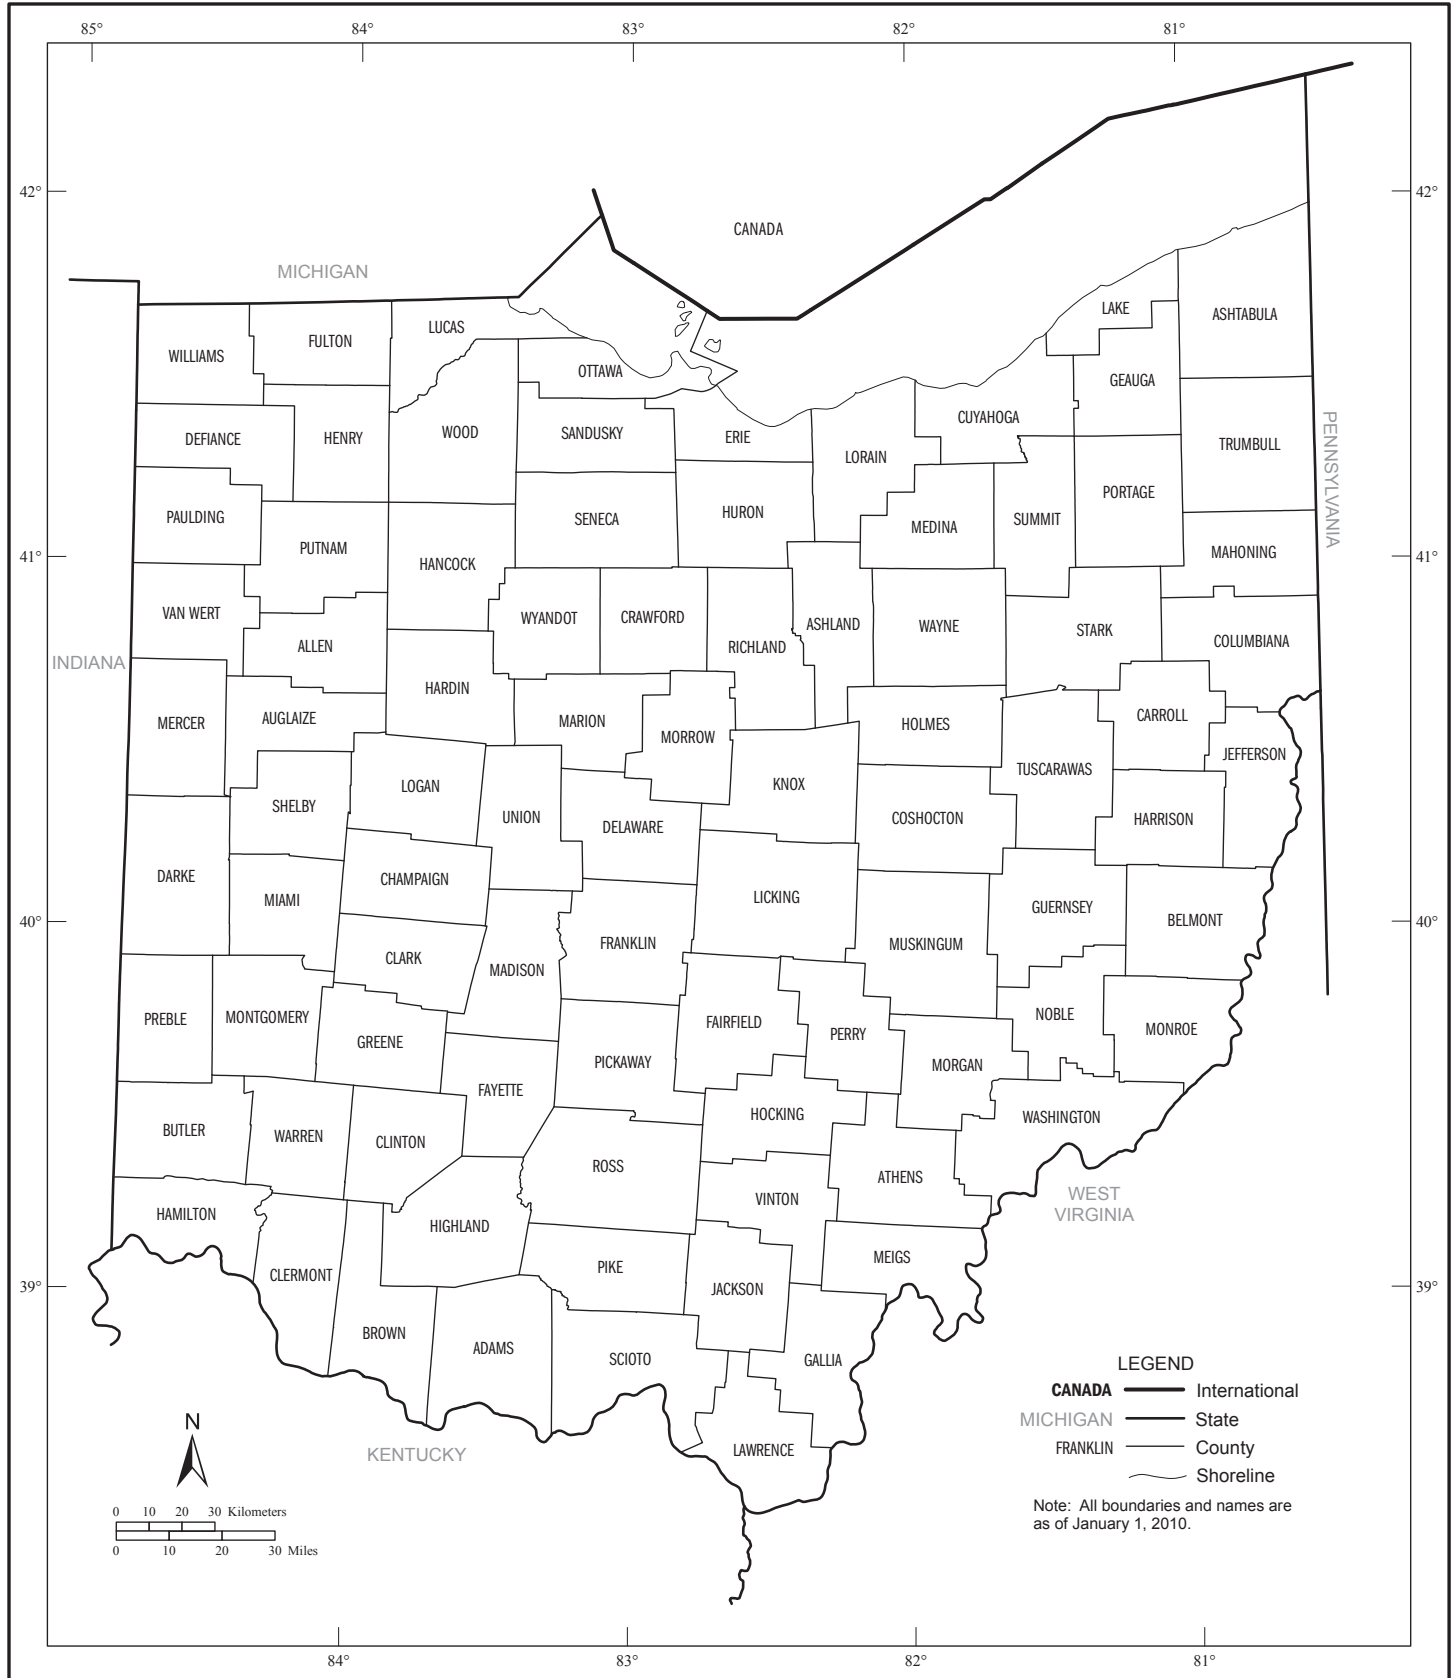 85°
84°
83°
82°
81°
42°
42°
CANADA
MICHIGAN
LAKE
ASHTABULA
LUCAS
FULTON
WILLIAMS
OTTAWA
GEAUGA
CUYAHOGA
WOOD
SANDUSKY
ERIE
DEFIANCE
HENRY
TRUMBULL
LORAIN
PENNSYLVANIA
PORTAGE
PAULDING
SENECA
HURON
SUMMIT
MEDINA
PUTNAM
MAHONING
41°
41°
HANCOCK
VAN WERT
WYANDOT
CRAWFORD
ASHLAND
WAYNE
STARK
COLUMBIANA
ALLEN
RICHLAND
INDIANA
HARDIN
CARROLL
AUGLAIZE
MERCER
MARION
HOLMES
MORROW
JEFFERSON
TUSCARAWAS
LOGAN
KNOX
SHELBY
UNION
COSHOCTON
HARRISON
DELAWARE
DARKE
CHAMPAIGN
MIAMI
LICKING
GUERNSEY
BELMONT
40°
40°
FRANKLIN
MUSKINGUM
CLARK
MADISON
NOBLE
PREBLE
MONTGOMERY
FAIRFIELD
PERRY
MONROE
GREENE
PICKAWAY
MORGAN
FAYETTE
HOCKING
WASHINGTON
BUTLER
WARREN
CLINTON
ROSS
ATHENS
VINTON
WEST
VIRGINIA
HAMILTON
HIGHLAND
MEIGS
PIKE
CLERMONT
JACKSON
39°
39°
BROWN
ADAMS
SCIOTO
GALLIA
LAWRENCE
KENTUCKY
LEGEND
CANADA International
MICHIGAN State
FRANKLIN County
Shoreline
Note: All boundaries and names are
as of January 1, 2010.
N
0 10 20 30 Kilometers
0 10 20 30 Miles
84°
83°
82°
81°